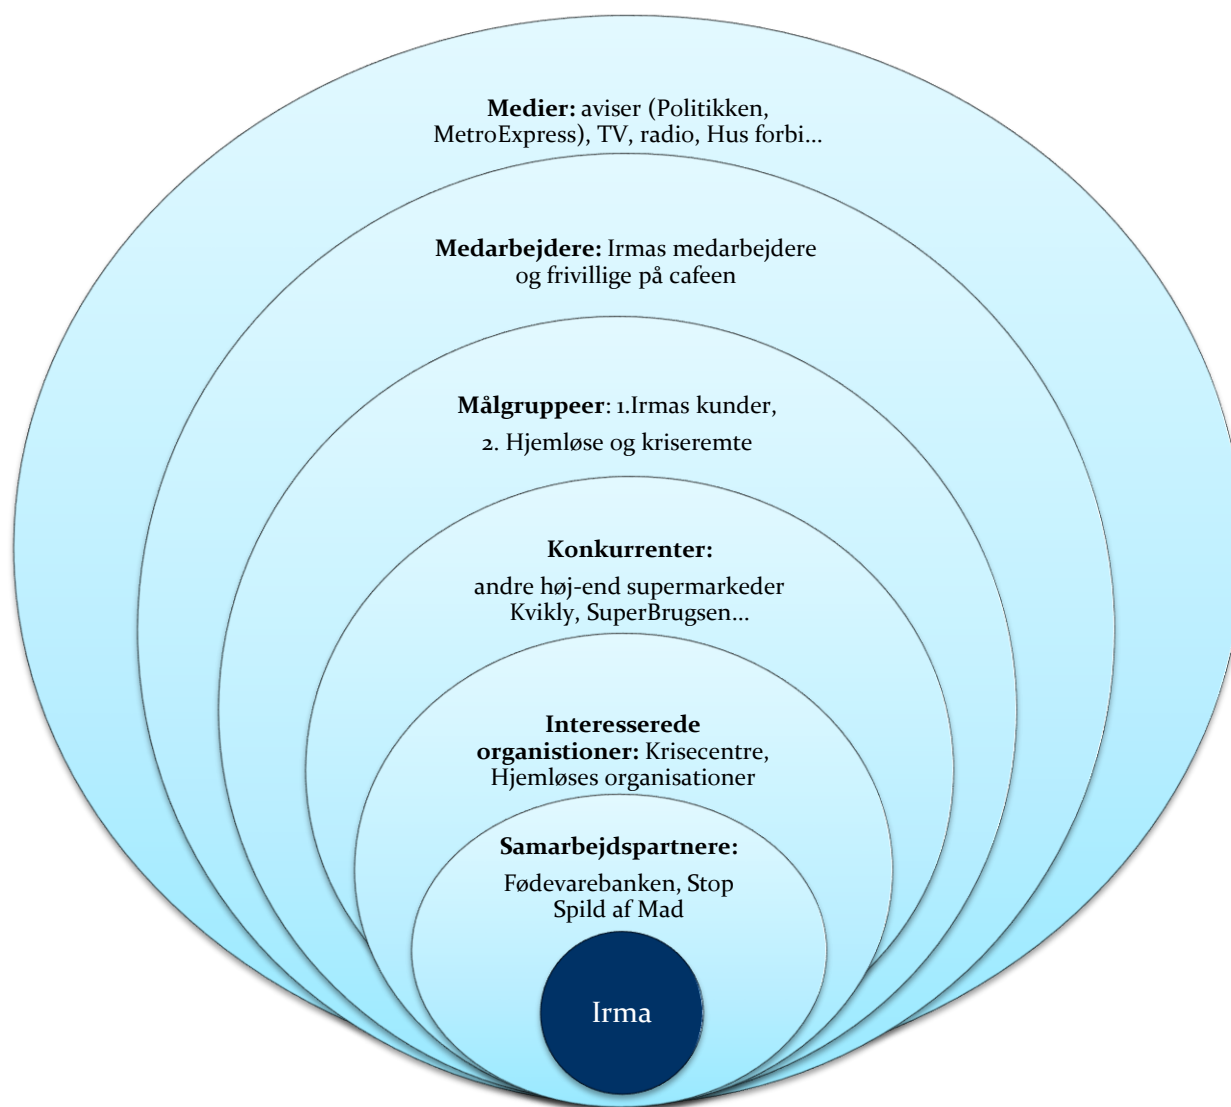 Medier: aviser (Politikken,
MetroExpress), TV, radio, Hus forbi...
Medarbejdere: Irmas medarbejdere
og frivillige på cafeen
Målgruppeer: 1.Irmas kunder,
2. Hjemløse og kriseremte
Konkurrenter:
andre høj-end supermarkeder
Kvikly, SuperBrugsen...
Interesserede
organistioner: Krisecentre,
Hjemløses organisationer
Samarbejdspartnere:
Fødevarebanken, Stop
Spild af Mad
Irma